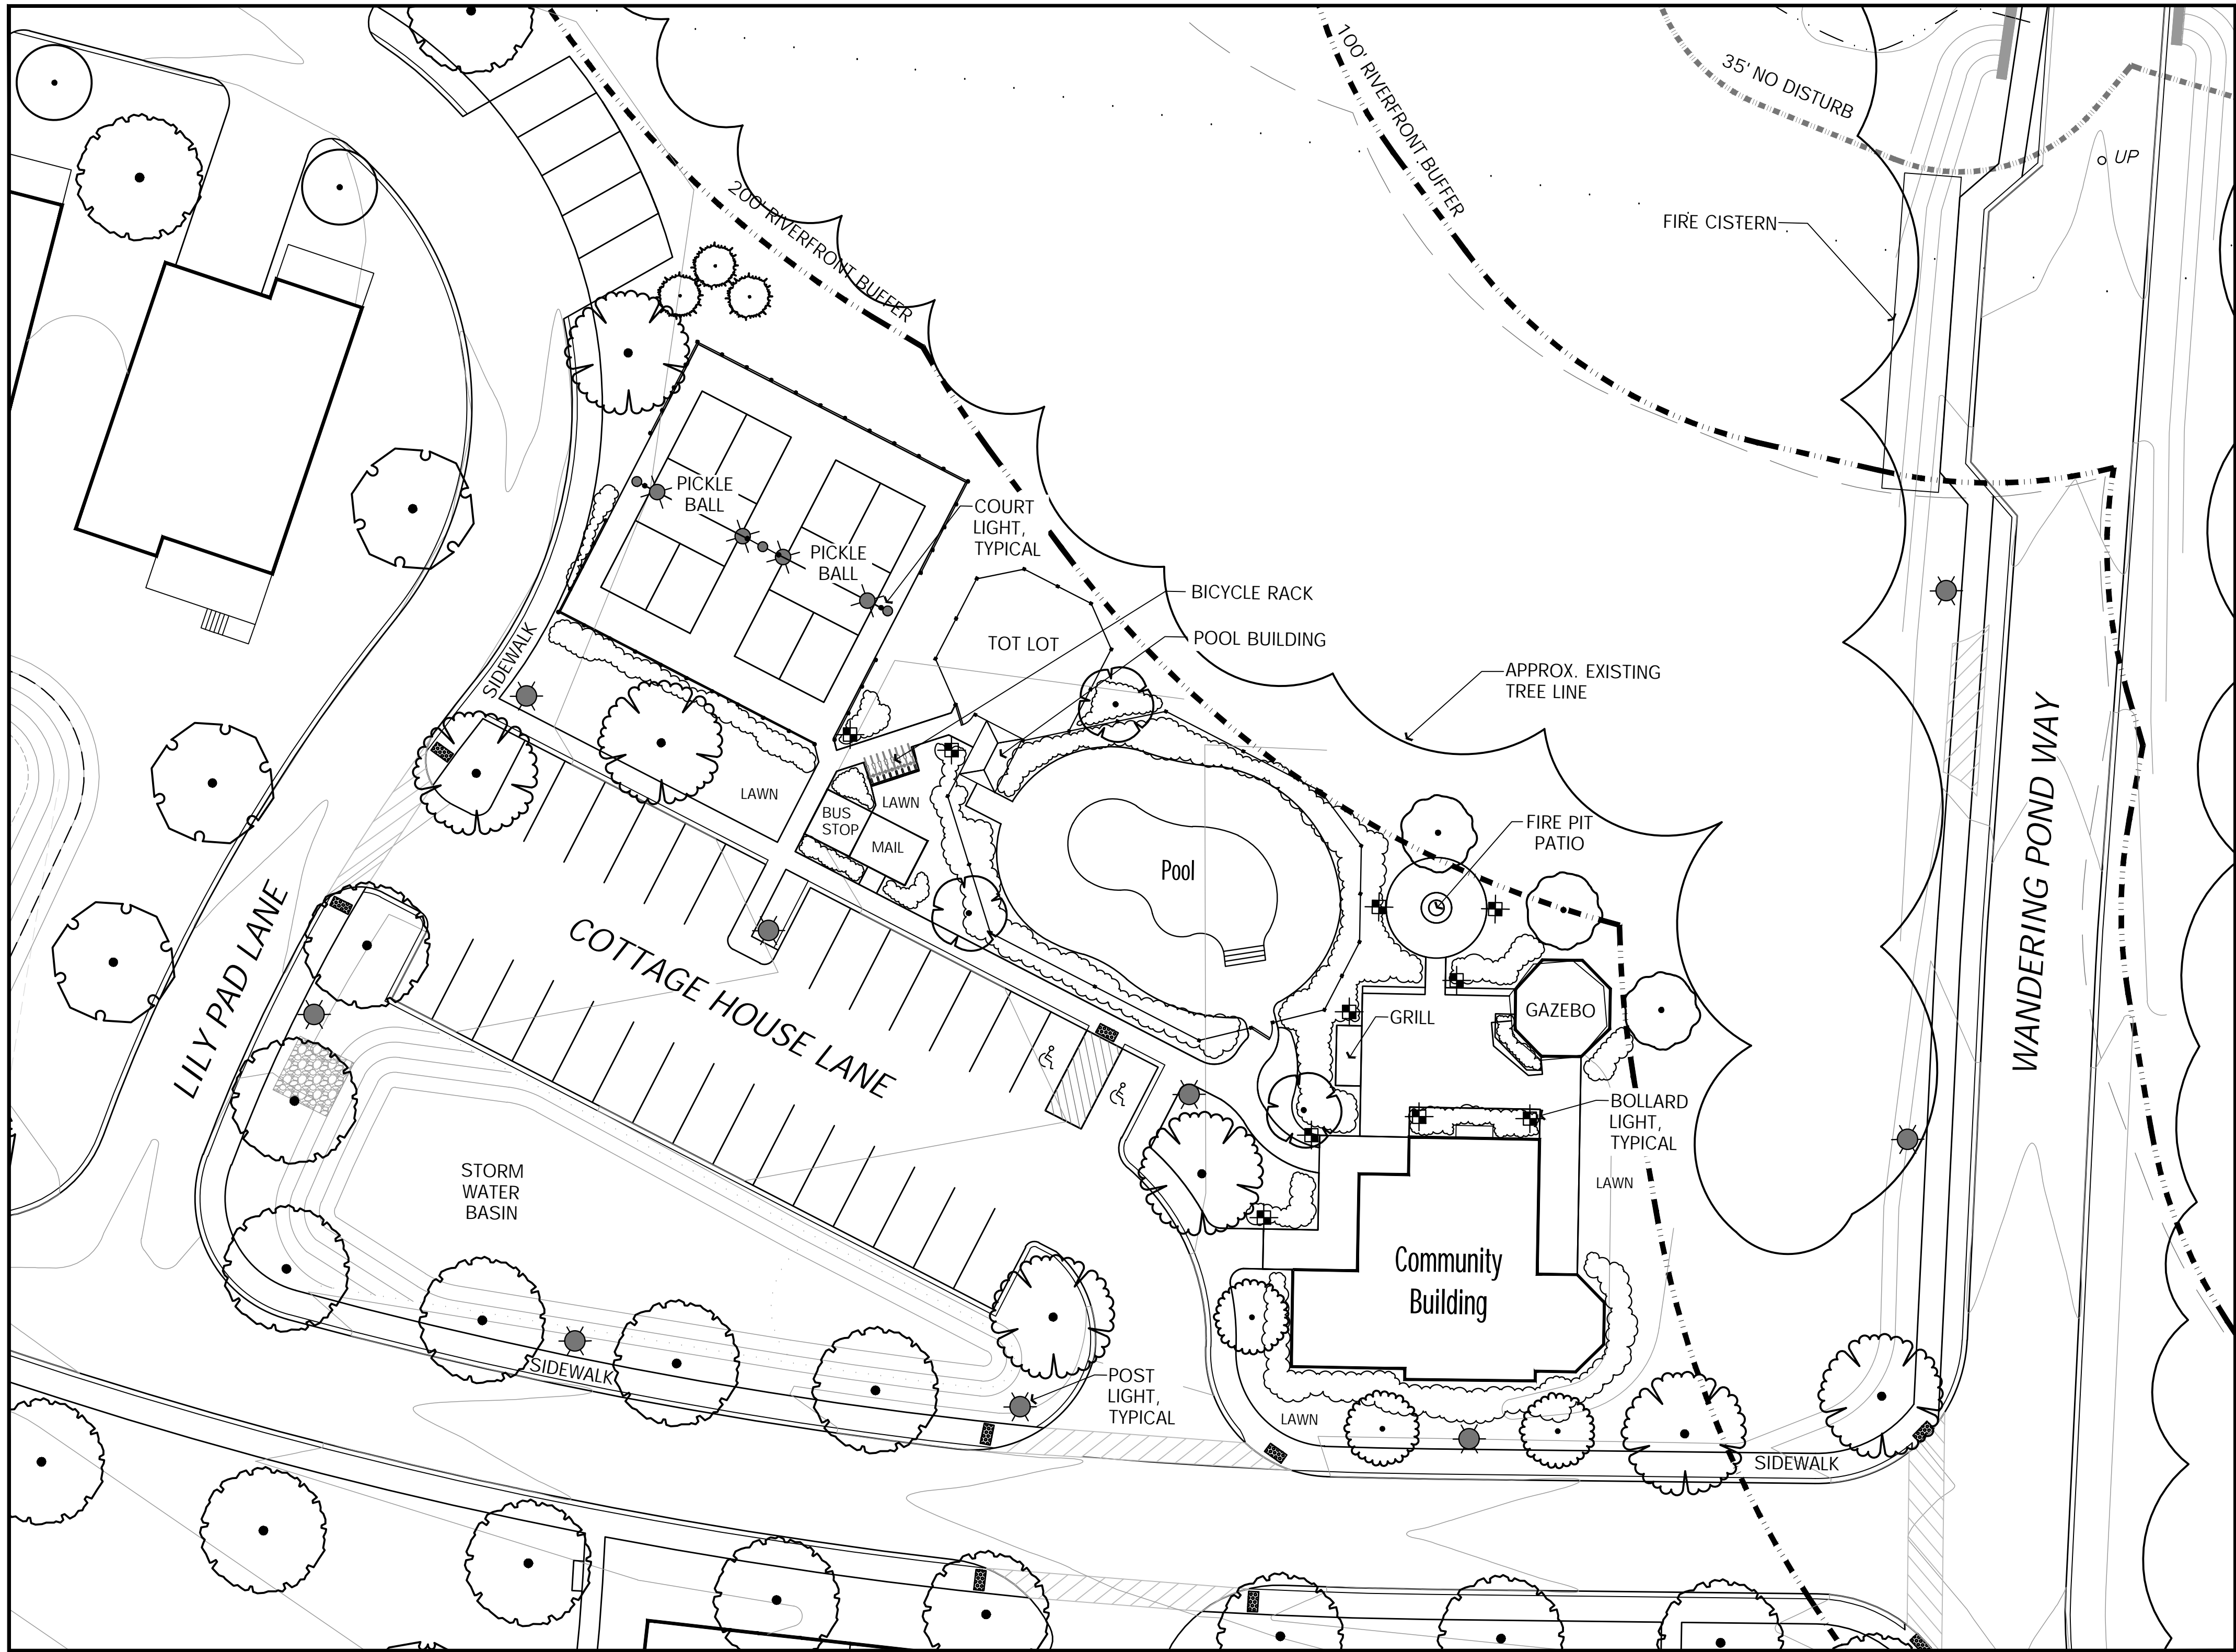 100' RIVERFRONT BUFFER
35' NO DISTURB
UP
200' RIVERFRONT BUFFER
FIRE CISTERN
PICKLE
BALL
COURT
LIGHT,
TYPICAL
PICKLE
BALL
BICYCLE RACK
TOT LOT
POOL BUILDING
SIDEWALK
APPROX. EXISTING
TREE LINE
LAWN
LAWN
BUS
STOP
MAIL
FIRE PIT
PATIO
Pool
WANDERING POND WAY
LILY PAD LANE
COTTAGE HOUSE LANE
GRILL
GAZEBO
BOLLARD
LIGHT,
TYPICAL
STORM
WATER
BASIN
LAWN
Community
Building
SIDEWALK
POST
LIGHT,
TYPICAL
LAWN
SIDEWALK